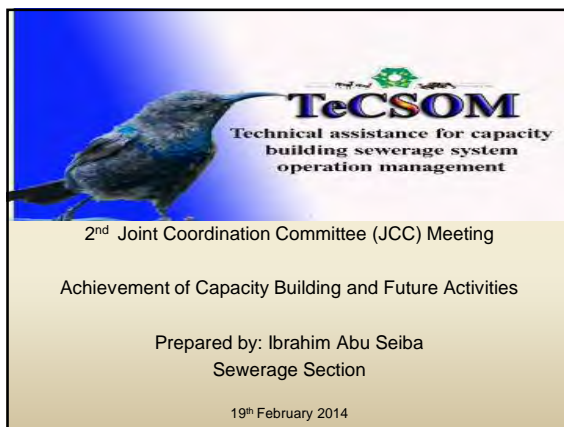 TeCSOM
Technical assistance for capacity
building sewerage system
operation management
2nd Joint Coordination Committee (JCC) Meeting
Achievement of Capacity Building and Future Activities
Prepared by: Ibrahim Abu Seiba
Sewerage Section
19th February 2014